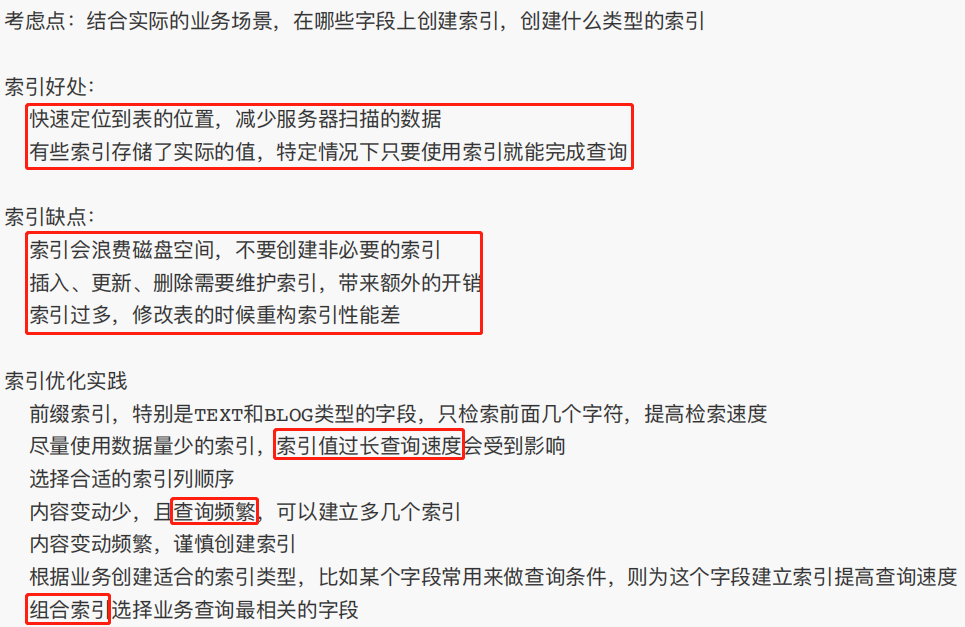 考虑点：结合实际的业务场景，在哪些字段上创建索引，创建什么类型的索引
索引好处：
快速定位到表的位置，减少服务器扫描的数据
有些索引存储了实际的值，特定情况下只要使用索引就能完成查询
索引缺点：
索引会浪费磁盘空间，不要创建非必要的索引
插入、更新、删除需要维护索引，带来额外的开销
索引过多，修改表的时候重构索引性能差
索引优化实践
前缀索引，特别是TEXT和BLOG类型的字段，只检索前面几个字符，提高检索速度
尽量使用数据量少的索引，索引值过长查询速度会受到影响
选择合适的索引列顺序
内容变动少，且查询频繁，可以建立多几个索引
内容变动频繁，谨慎创建索引
根据业务创建适合的索引类型，比如某个字段常用来做查询条件，则为这个字段建立索引提高查询速度
组合索引选择业务查询最相关的字段